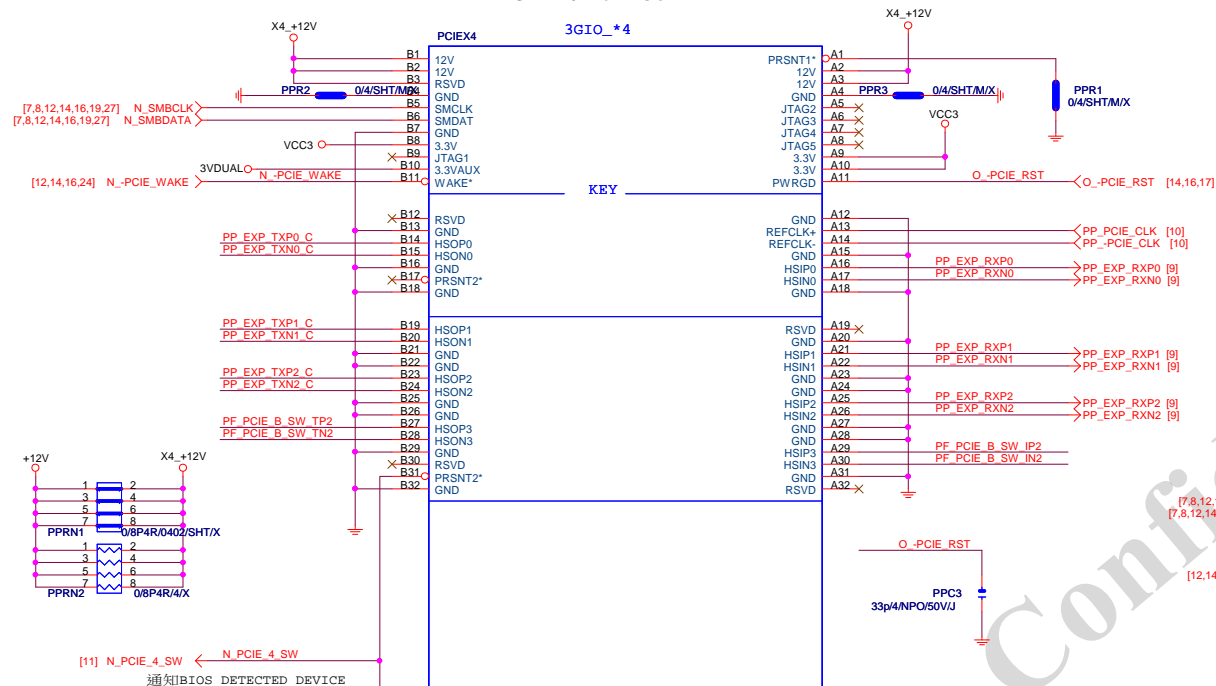 X4_+12V
3GIO_*4
X4_+12V
PCIEX4
B1 12V
B2 12V
B3 RSVD
PPR2 0/4/SHT/M/X
B4 GND
[7,8,12,14,16,19,27] N_SMBCLK B5 SMCLK
[7,8,12,14,16,19,27] N_SMBDATA B6 SMDAT
B7 GND
VCC3 B8 3.3V
B9 JTAG1
3VDUAL B10 3.3VAUX
[12,14,16,24] N_-PCIE_WAKE N_-PCIE_WAKE B11 WAKE*
PRSNT1* A1
12V A2
12V A3
GND A4 PPR3 0/4/SHT/M/X
PPR1
0/4/SHT/M/X
JTAG2 A5
JTAG3 A6
JTAG4 A7
JTAG5 A8
VCC3
3.3V A9
3.3V A10
PWRGD A11 O_-PCIE_RST O_-PCIE_RST [14,16,17]
KEY
B12 RSVD
B13 GND
PP_EXP_TXP0_C B14 HSOP0
PP_EXP_TXN0_C B15 HSON0
B16 GND
B17 PRSNT2*
B18 GND
GND A12
REFCLK+ A13 PP_PCIE_CLK [10]
REFCLK- A14 PP_-PCIE_CLK [10]
GND A15
HSIP0 A16 PP_EXP_RXP0 PP_EXP_RXP0 [9]
HSIN0 A17 PP_EXP_RXN0 PP_EXP_RXN0 [9]
GND A18
PP_EXP_TXP1_C B19 HSOP1
PP_EXP_TXN1_C B20 HSON1
B21 GND
B22 GND
PP_EXP_TXP2_C B23 HSOP2
PP_EXP_TXN2_C B24 HSON2
B25 GND
B26 GND
PF_PCIE_B_SW_TP2 B27 HSOP3
PF_PCIE_B_SW_TN2 B28 HSON3
B29 GND
B30 RSVD
B31 PRSNT2*
B32 GND
RSVD A19
GND A20
HSIP1 A21 PP_EXP_RXP1 PP_EXP_RXP1 [9]
HSIN1 A22 PP_EXP_RXN1 PP_EXP_RXN1 [9]
GND A23
GND A24
HSIP2 A25 PP_EXP_RXP2 PP_EXP_RXP2 [9]
HSIN2 A26 PP_EXP_RXN2 PP_EXP_RXN2 [9]
GND A27
GND A28
HSIP3 A29 PF_PCIE_B_SW_IP2
HSIN3 A30 PF_PCIE_B_SW_IN2
GND A31
RSVD A32
+12V X4_+12V
1 2
3 4
5 6
7 8
PPRN1 0/8P4R/0402/SHT/X
1 2
3 4
5 6
7 8
PPRN2 0/8P4R/4/X
O_-PCIE_RST
PPC3
33p/4/NPO/50V/J
[7,8,12,
[7,8,12,14
[12,14
[11] N_PCIE_4_SW N_PCIE_4_SW
通知BIOS DETECTED DEVICE